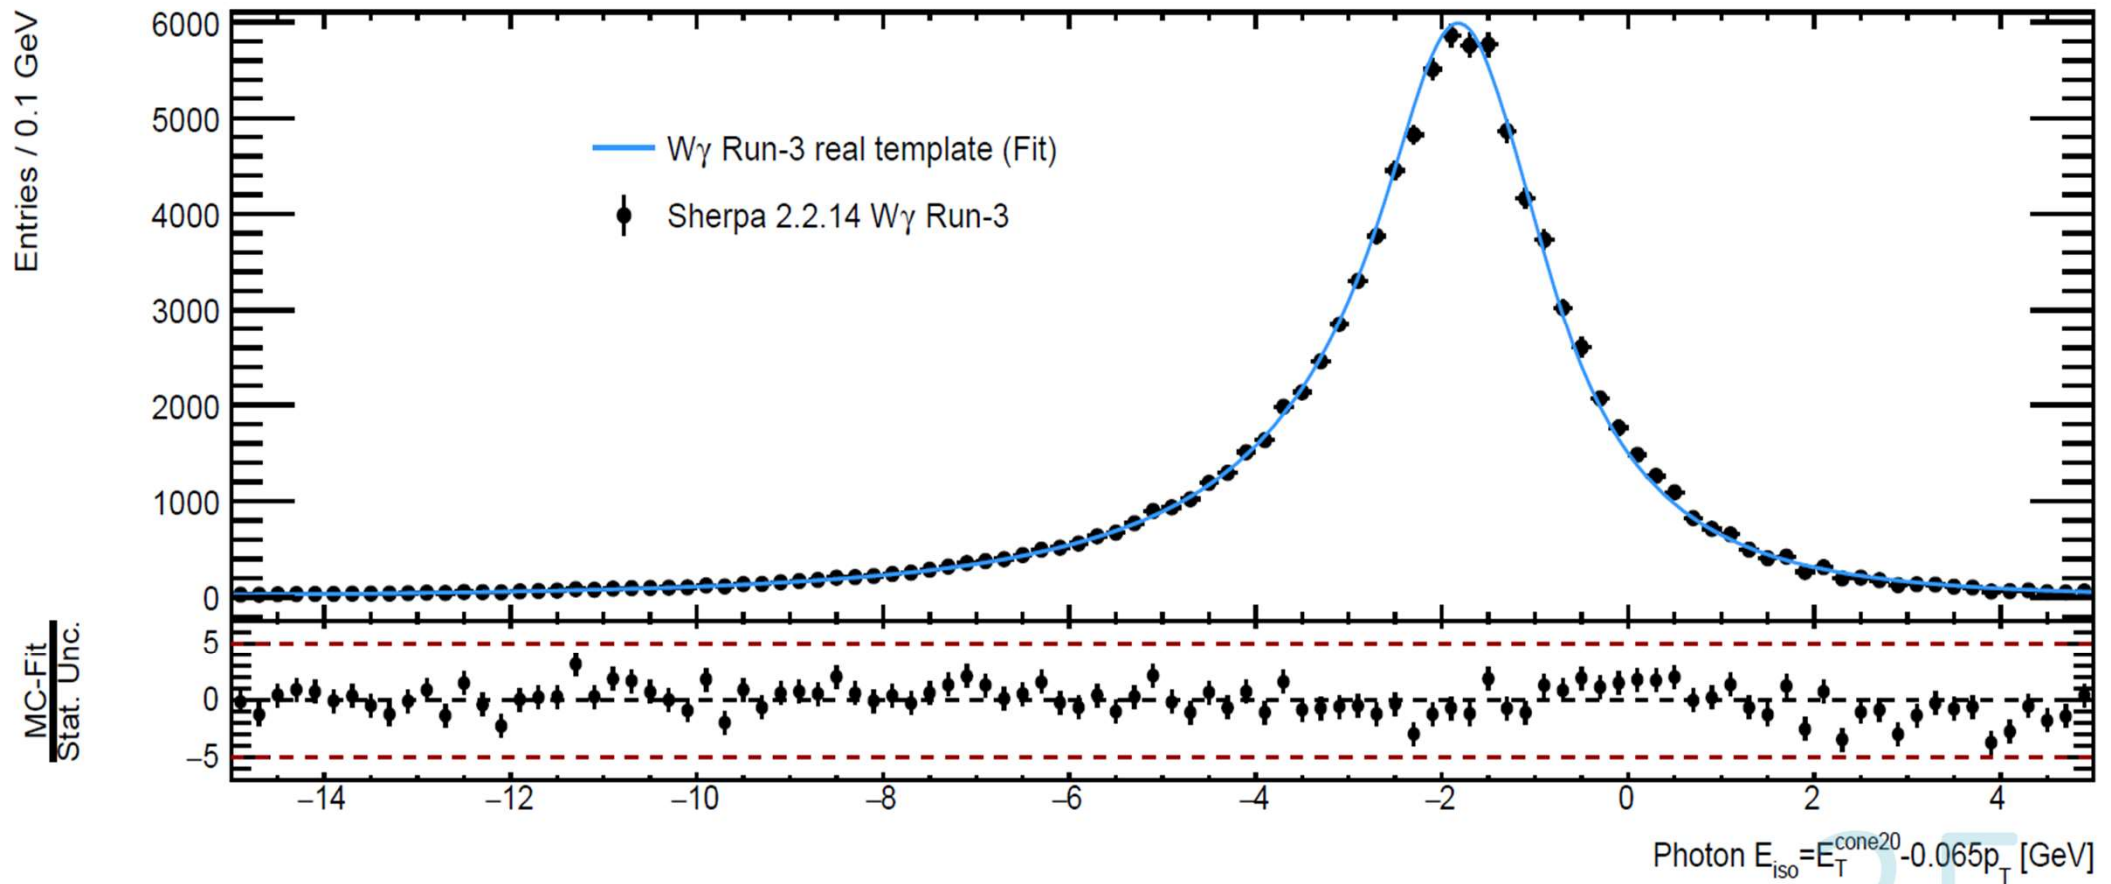 Entries / 0.1 GeV
6000
5000
4000
3000
2000
1000
0
Wγ Run-3 real template (Fit)
Sherpa 2.2.14 Wγ Run-3
MC-Fit
Stat. Unc.
5
0
−5
−14 −12 −10 −8 −6 −4 −2 0 2 4
Photon E_iso=E_T^cone20-0.065p_T [GeV]